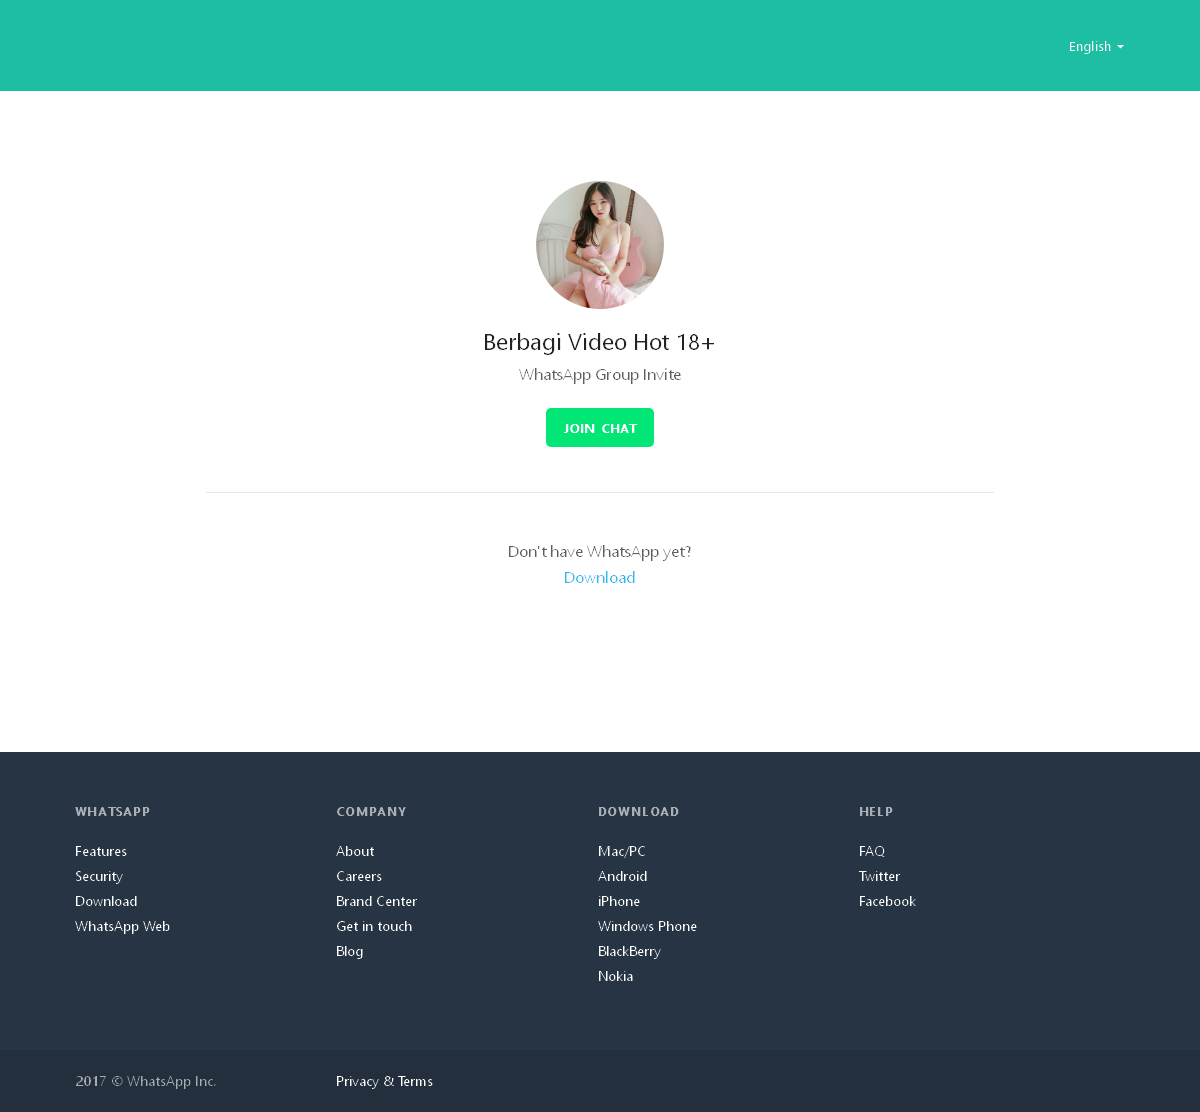 English
Berbagi Video Hot 18+
WhatsApp Group Invite
JOIN CHAT
Don't have WhatsApp yet?
Download
WHATSAPP
Features
Security
Download
WhatsApp Web
COMPANY
About
Careers
Brand Center
Get in touch
Blog
DOWNLOAD
Mac/PC
Android
iPhone
Windows Phone
BlackBerry
Nokia
HELP
FAQ
Twitter
Facebook
2017 © WhatsApp Inc.
Privacy & Terms